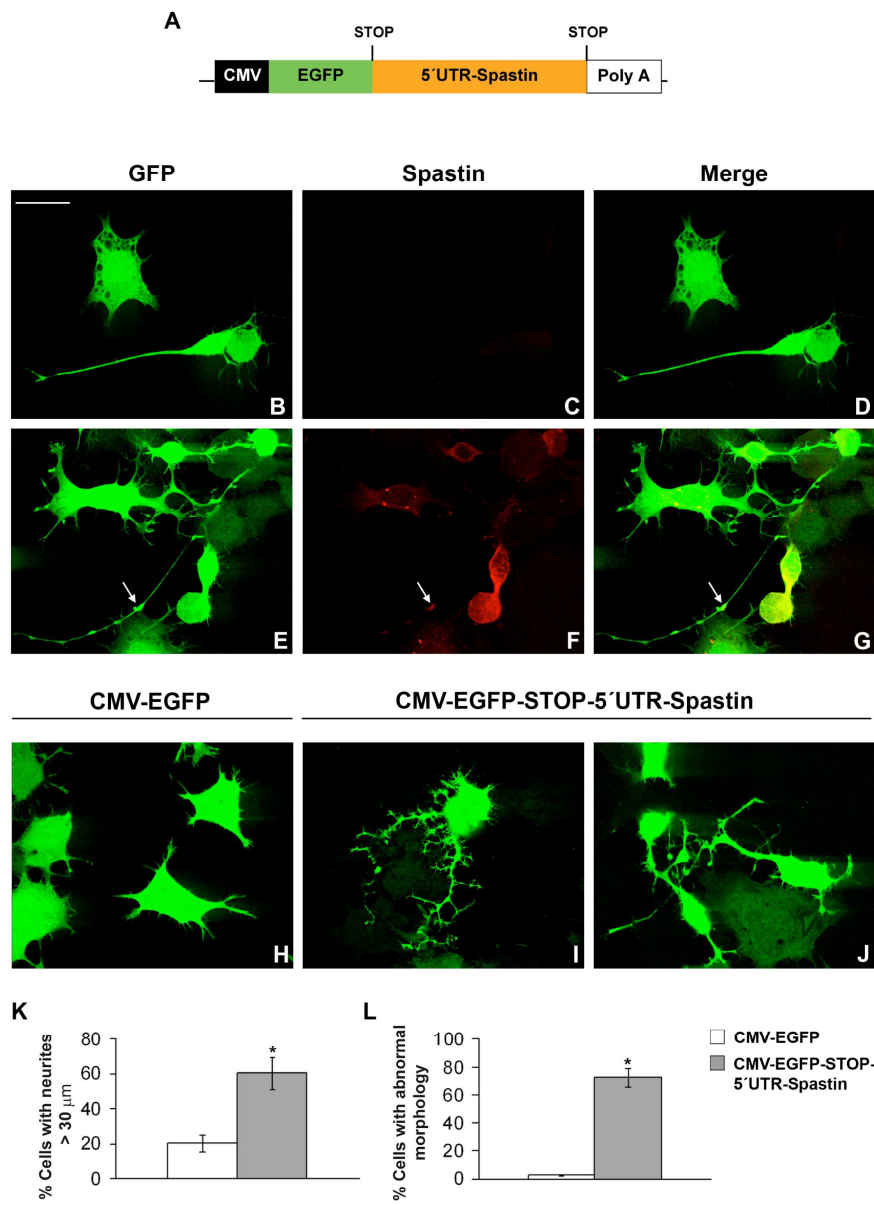 A
STOP STOP
CMV EGFP 5´UTR-Spastin Poly A
GFP Spastin Merge
B C D
E F G
CMV-EGFP CMV-EGFP-STOP-5´UTR-Spastin
H I J
K
% Cells with neurites
> 30 μm
80
60
40
20
0
*
L
% Cells with abnormal
morphology
100
80
60
40
20
0
*
CMV-EGFP
CMV-EGFP-STOP-
5´UTR-Spastin